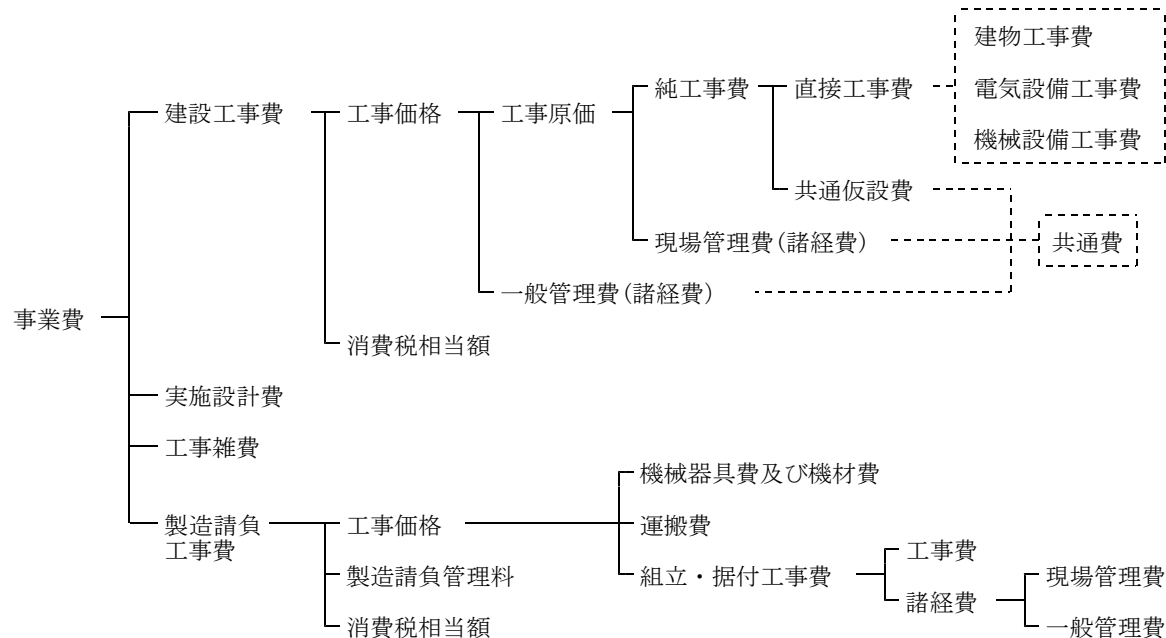 建物工事費
純工事費
直接工事費
電気設備工事費
建設工事費
工事価格
工事原価
機械設備工事費
共通仮設費
現場管理費(諸経費)
共通費
一般管理費(諸経費)
事業費
消費税相当額
実施設計費
工事雑費
機械器具費及び機材費
製造請負
工事費
工事価格
運搬費
工事費
製造請負管理料
組立・据付工事費
現場管理費
諸経費
消費税相当額
一般管理費